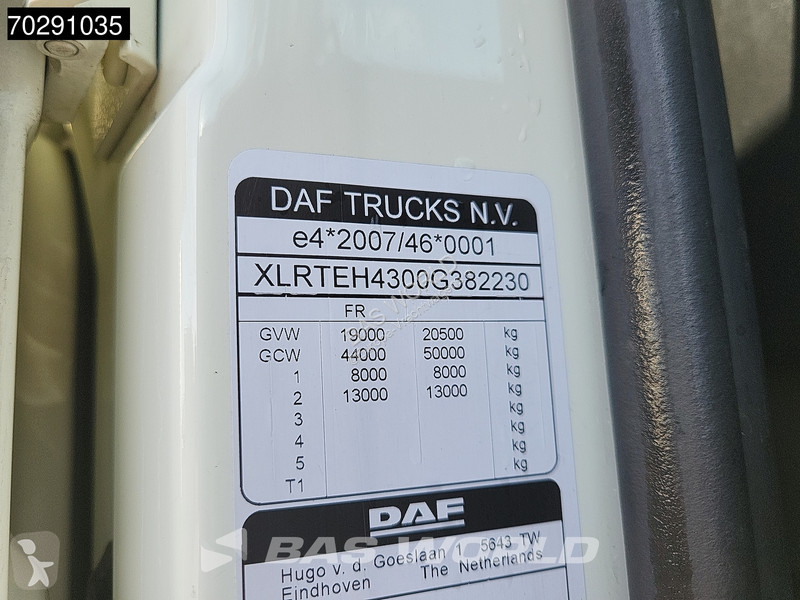 70291035
DAF TRUCKS N.V.
e4*2007/46*0001
XLRTEH4300G382230
FR
GVW 19000 20500 kg
GCW 44000 50000 kg
1 8000 8000 kg
2 13000 13000 kg
3 kg
4 kg
5 kg
T1
DAF
BAS WORLD
Hugo v. d. Goeslaan 1 5643 TW
Eindhoven The Netherlands